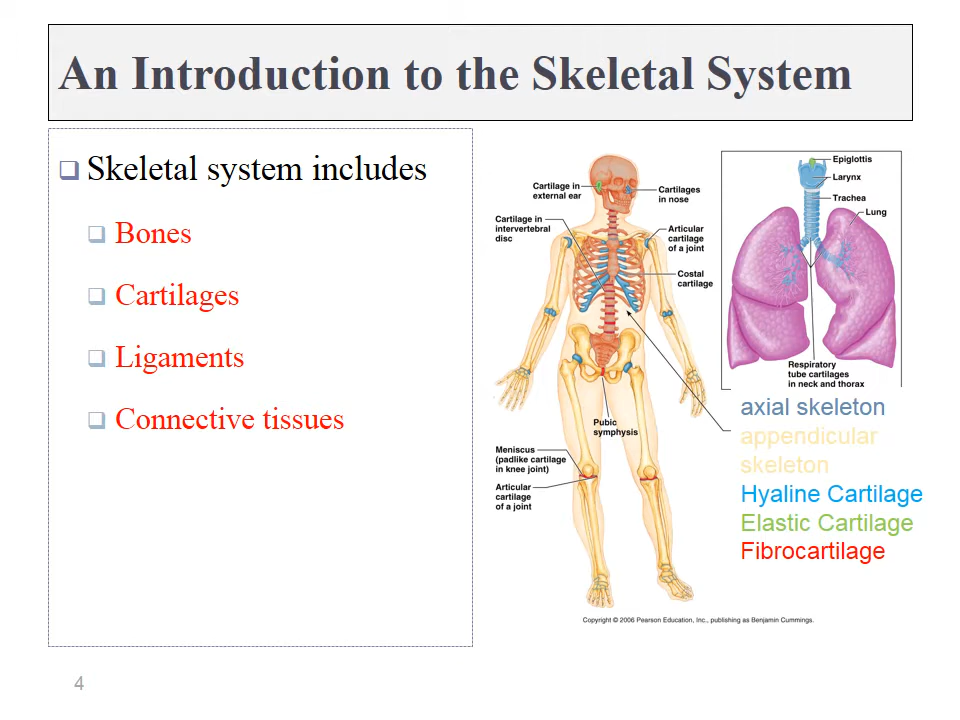 An Introduction to the Skeletal System
Skeletal system includes
Bones
Cartilages
Ligaments
Connective tissues
Cartilage in
external ear
Cartilages
in nose
Cartilage in
intervertebral
disc
Articular
cartilage
of a joint
Costal
cartilage
Pubic
symphysis
Meniscus
(padlike cartilage
in knee joint)
Articular
cartilage
of a joint
Epiglottis
Larynx
Trachea
Lung
Respiratory
tube cartilages
in neck and thorax
axial skeleton
appendicular
skeleton
Hyaline Cartilage
Elastic Cartilage
Fibrocartilage
Copyright © 2006 Pearson Education, Inc., publishing as Benjamin Cummings.
4